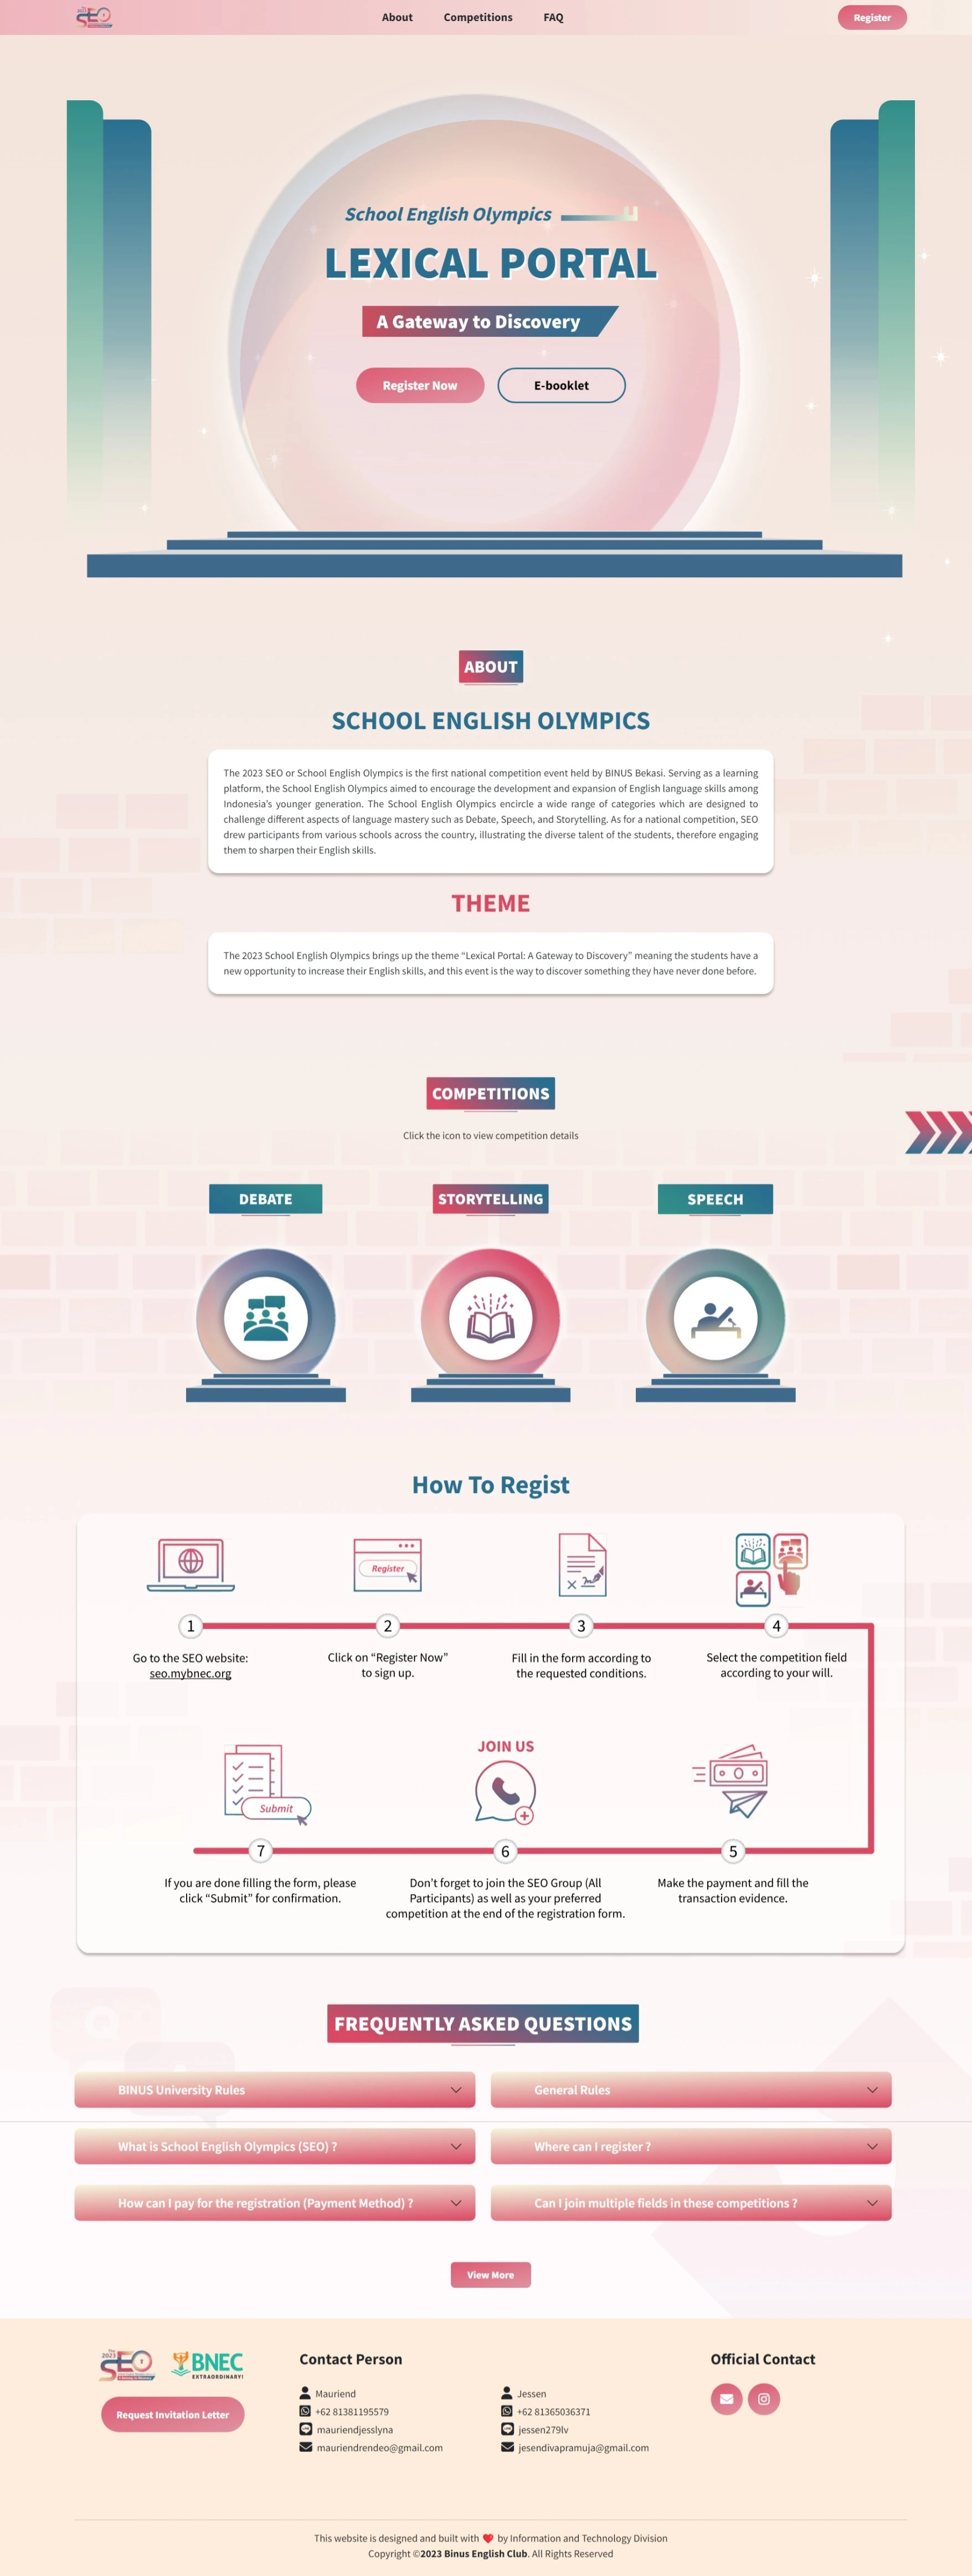 The
2023
SEO
About
Competitions
FAQ
Register
School English Olympics
LEXICAL PORTAL
A Gateway to Discovery
Register Now
E-booklet
ABOUT
SCHOOL ENGLISH OLYMPICS
The 2023 SEO or School English Olympics is the first national competition event held by BINUS Bekasi. Serving as a learning
platform, the School English Olympics aimed to encourage the development and expansion of English language skills among
Indonesia’s younger generation. The School English Olympics encircle a wide range of categories which are designed to
challenge different aspects of language mastery such as Debate, Speech, and Storytelling. As for a national competition, SEO
drew participants from various schools across the country, illustrating the diverse talent of the students, therefore engaging
them to sharpen their English skills.
THEME
The 2023 School English Olympics brings up the theme “Lexical Portal: A Gateway to Discovery” meaning the students have a
new opportunity to increase their English skills, and this event is the way to discover something they have never done before.
COMPETITIONS
Click the icon to view competition details
DEBATE
STORYTELLING
SPEECH
How To Regist
Register
1
2
3
4
Go to the SEO website:
seo.mybnec.org
Click on “Register Now”
to sign up.
Fill in the form according to
the requested conditions.
Select the competition field
according to your will.
Submit
JOIN US
7
6
5
If you are done filling the form, please
click “Submit” for confirmation.
Don’t forget to join the SEO Group (All
Participants) as well as your preferred
competition at the end of the registration form.
Make the payment and fill the
transaction evidence.
FREQUENTLY ASKED QUESTIONS
BINUS University Rules
General Rules
What is School English Olympics (SEO) ?
Where can I register ?
How can I pay for the registration (Payment Method) ?
Can I join multiple fields in these competitions ?
View More
The
2023
SEO
BNEC
EXTRAORDINARY!
Request Invitation Letter
Contact Person
Mauriend
+62 81381195579
mauriendjesslyna
mauriendrendeo@gmail.com
Jessen
+62 81365036371
jessen279lv
jesendivapramuja@gmail.com
Official Contact
This website is designed and built with ❤️ by Information and Technology Division
Copyright ©2023 Binus English Club. All Rights Reserved